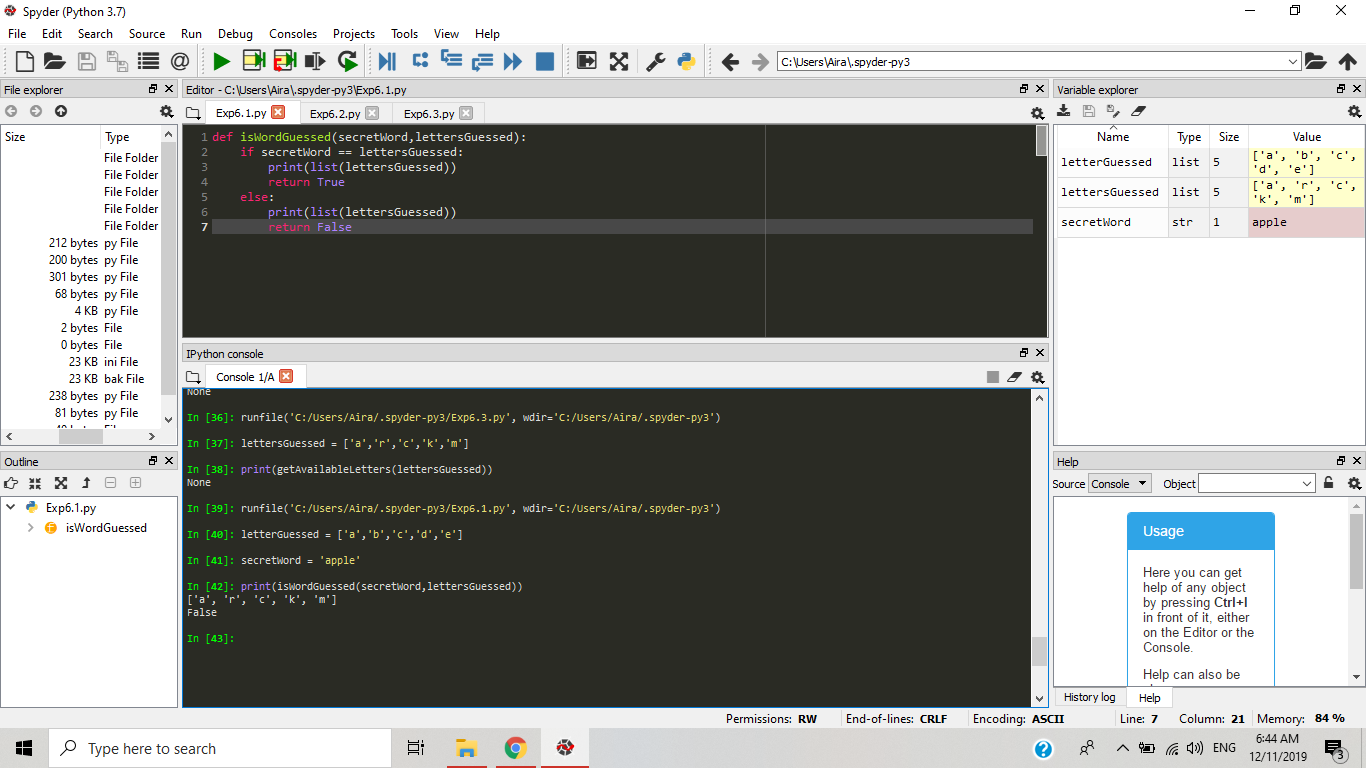 Spyder (Python 3.7)
File Edit Search Source Run Debug Consoles Projects Tools View Help
C:\Users\Aira\.spyder-py3
File explorer
Size Type
File Folder
File Folder
File Folder
File Folder
File Folder
212 bytes py File
200 bytes py File
301 bytes py File
68 bytes py File
4 KB py File
2 bytes File
0 bytes File
23 KB ini File
23 KB bak File
238 bytes py File
81 bytes py File
Outline
Exp6.1.py
isWordGuessed
Editor - C:\Users\Aira\.spyder-py3\Exp6.1.py
Exp6.1.py Exp6.2.py Exp6.3.py
1 def isWordGuessed(secretWord,lettersGuessed):
2 if secretWord == lettersGuessed:
3 print(list(lettersGuessed))
4 return True
5 else:
6 print(list(lettersGuessed))
7 return False
IPython console
Console 1/A
None
In [36]: runfile('C:/Users/Aira/.spyder-py3/Exp6.3.py', wdir='C:/Users/Aira/.spyder-py3')
In [37]: lettersGuessed = ['a','r','c','k','m']
In [38]: print(getAvailableLetters(lettersGuessed))
None
In [39]: runfile('C:/Users/Aira/.spyder-py3/Exp6.1.py', wdir='C:/Users/Aira/.spyder-py3')
In [40]: letterGuessed = ['a','b','c','d','e']
In [41]: secretWord = 'apple'
In [42]: print(isWordGuessed(secretWord,lettersGuessed))
['a', 'r', 'c', 'k', 'm']
False
In [43]:
Variable explorer
Name Type Size Value
letterGuessed list 5 ['a', 'b', 'c',
'd', 'e']
lettersGuessed list 5 ['a', 'r', 'c',
'k', 'm']
secretWord str 1 apple
Help
Source Console Object
Usage
Here you can get
help of any object
by pressing Ctrl+I
in front of it, either
on the Editor or the
Console.
Help can also be
History log Help
Permissions: RW End-of-lines: CRLF Encoding: ASCII Line: 7 Column: 21 Memory: 84 %
Type here to search
ENG
6:44 AM
12/11/2019
3